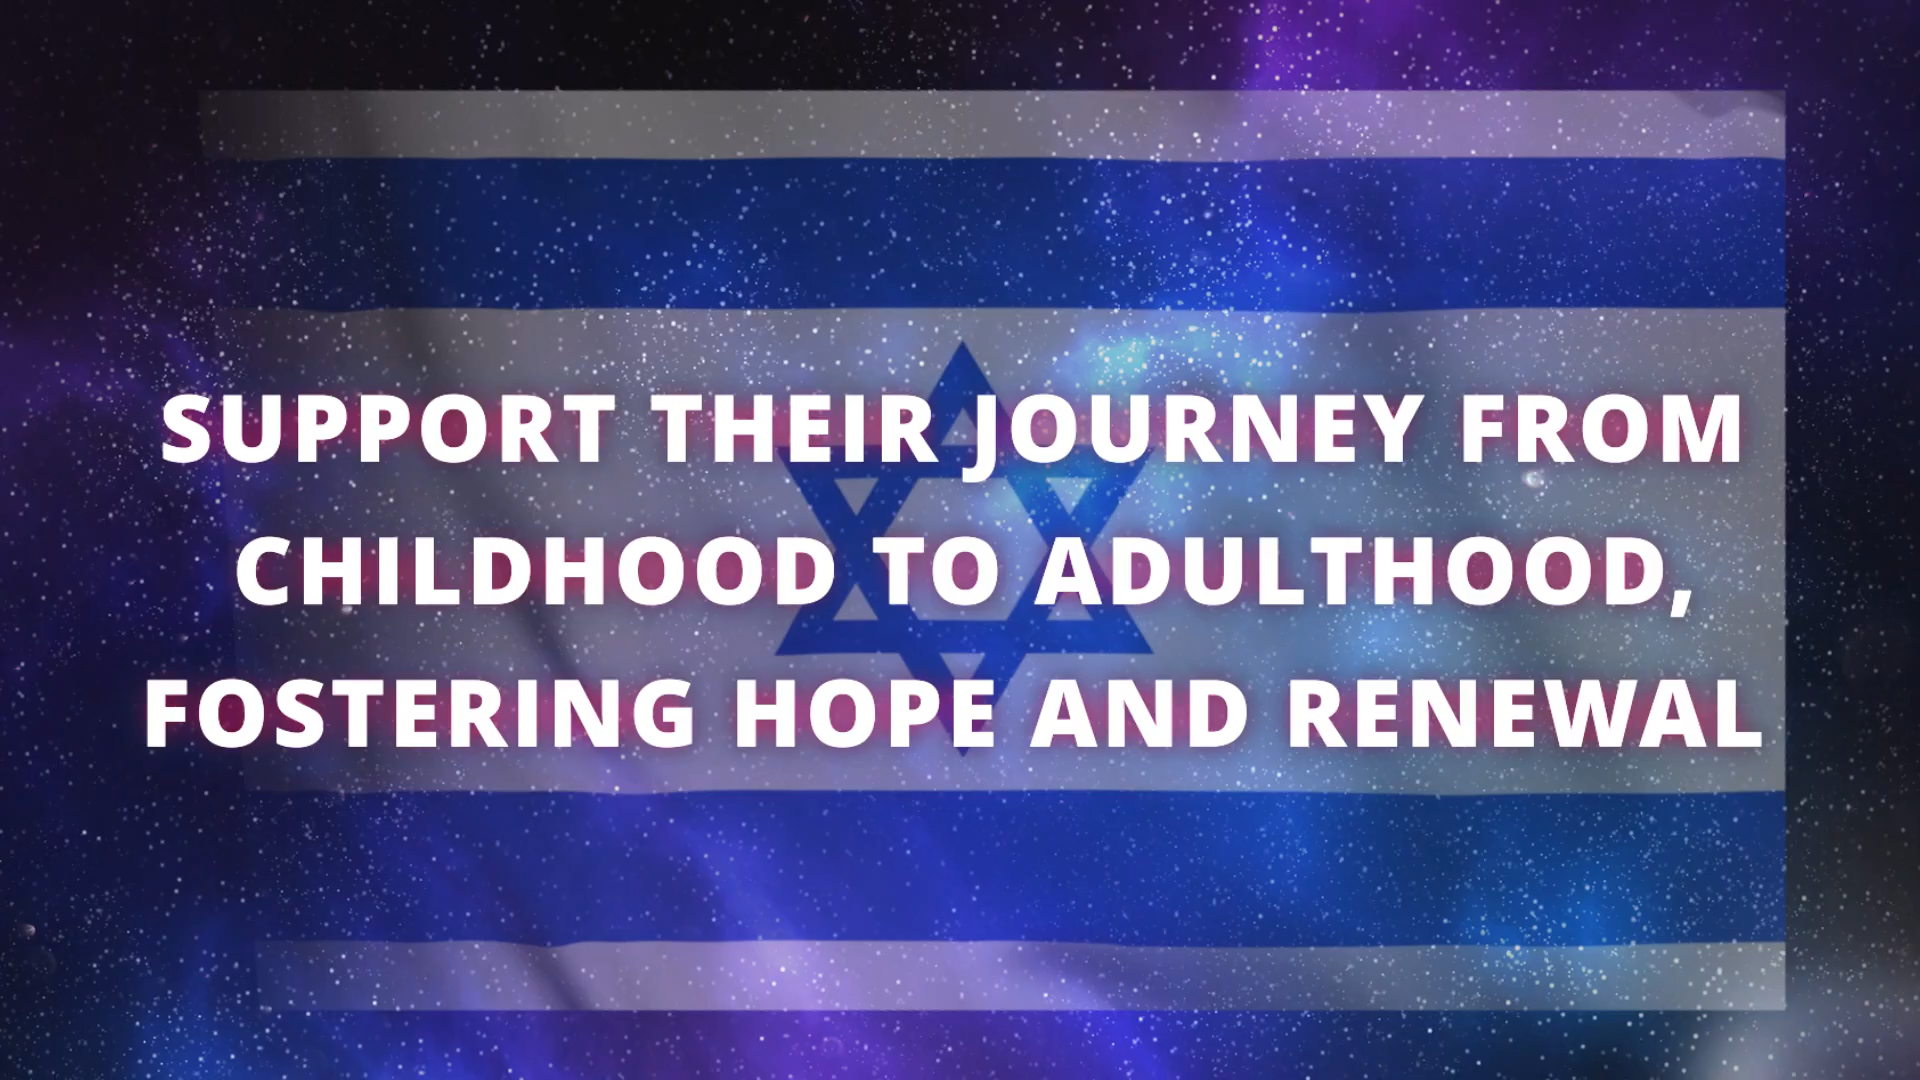 SUPPORT THEIR JOURNEY FROM
CHILDHOOD TO ADULTHOOD,
FOSTERING HOPE AND RENEWAL